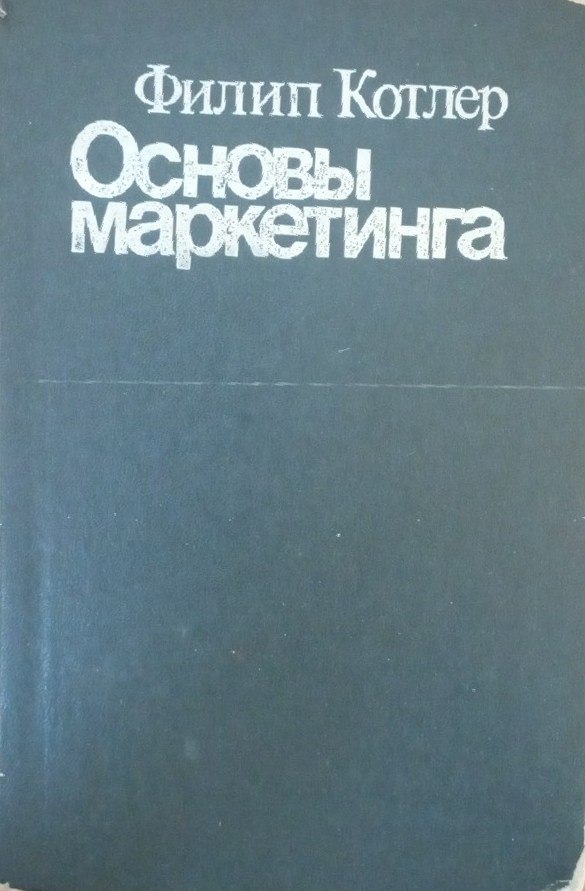 Филип Котлер
Основы
маркетинга